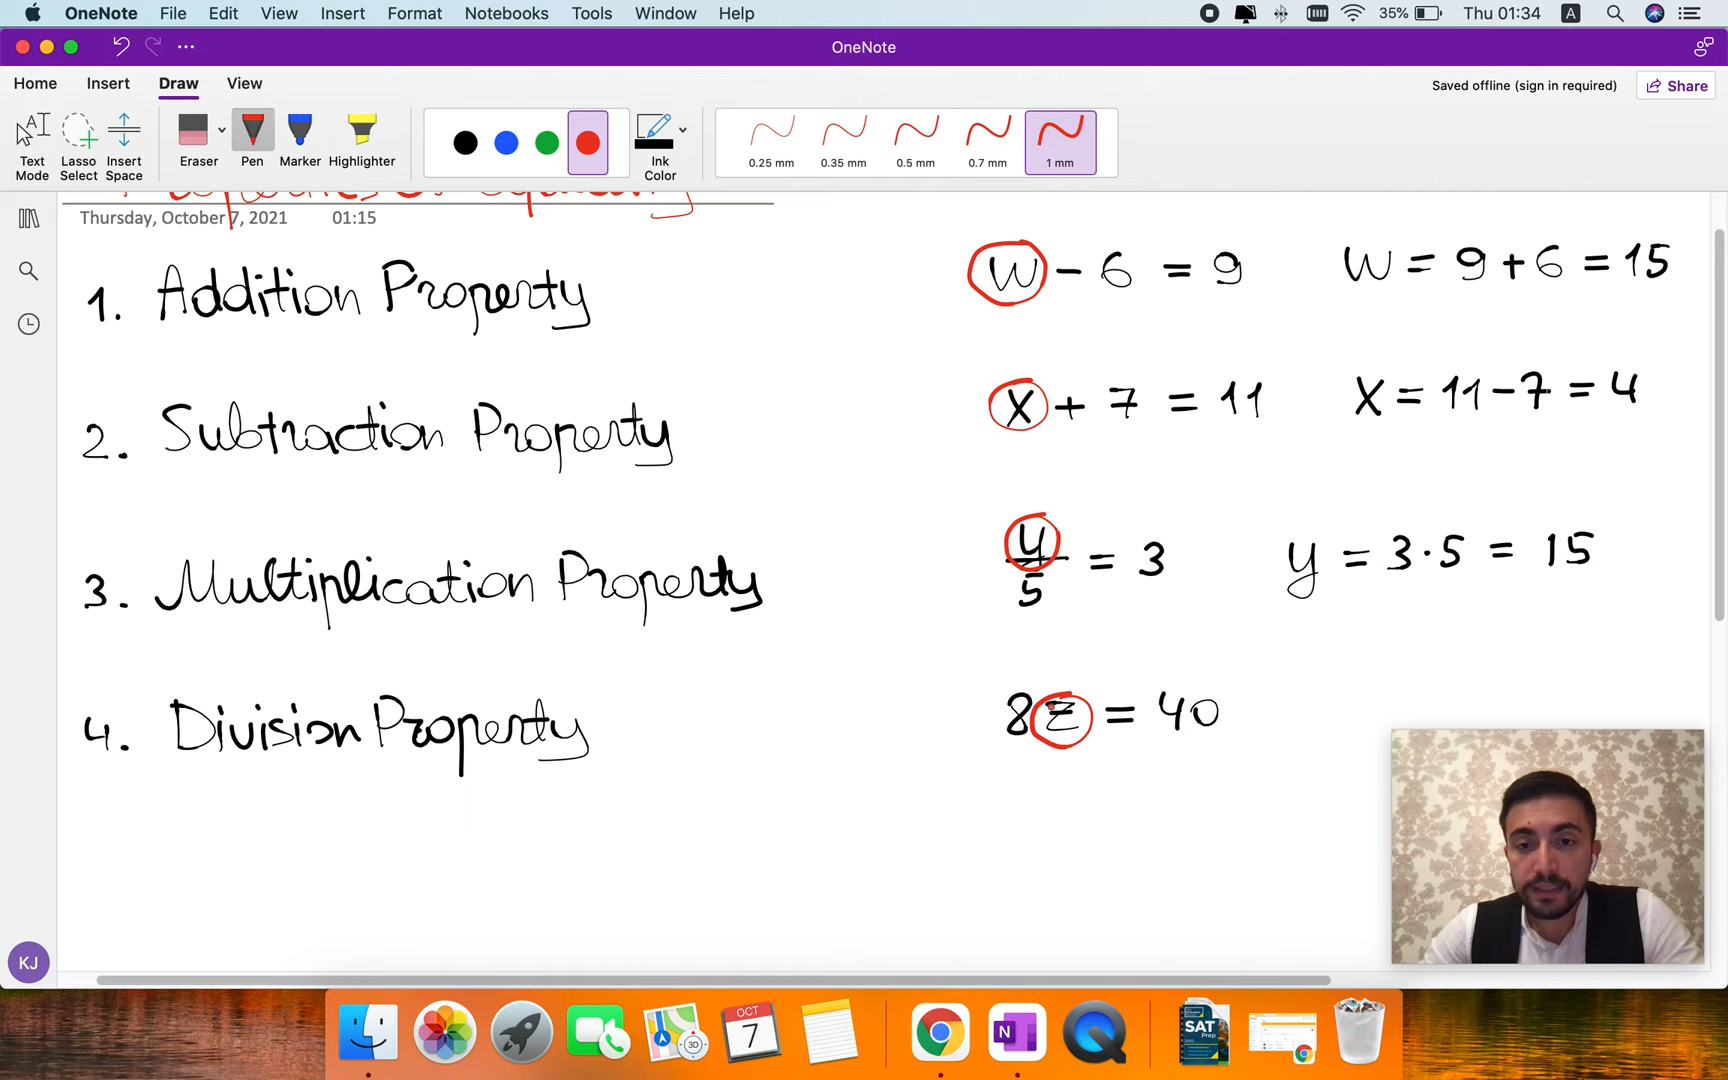 OneNote File Edit View Insert Format Notebooks Tools Window Help 35% Thu 01:34 A
OneNote
Home Insert Draw View Saved offline (sign in required) Share
Text Mode Lasso Select Insert Space Eraser Pen Marker Highlighter Ink Color 0.25 mm 0.35 mm 0.5 mm 0.7 mm 1 mm
Thursday, October 7, 2021 01:15
1. Addition Property w - 6 = 9 w = 9 + 6 = 15
2. Subtraction Property x + 7 = 11 x = 11 - 7 = 4
3. Multiplication Property y/5 = 3 y = 3 · 5 = 15
4. Division Property 8z = 40
KJ
OCT 7 3D N SAT Prep